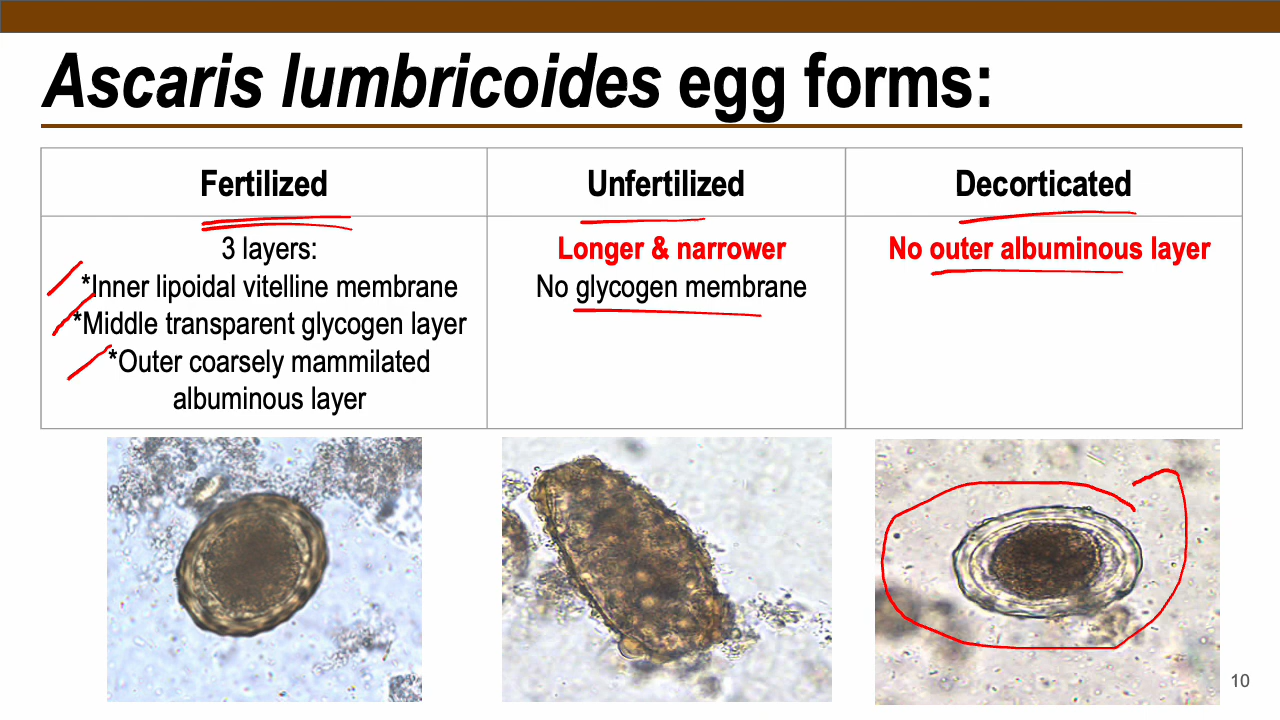 Ascaris lumbricoides egg forms:
Fertilized
Unfertilized
Decorticated
3 layers:
*Inner lipoidal vitelline membrane
*Middle transparent glycogen layer
*Outer coarsely mammilated
albuminous layer
Longer & narrower
No glycogen membrane
No outer albuminous layer
10